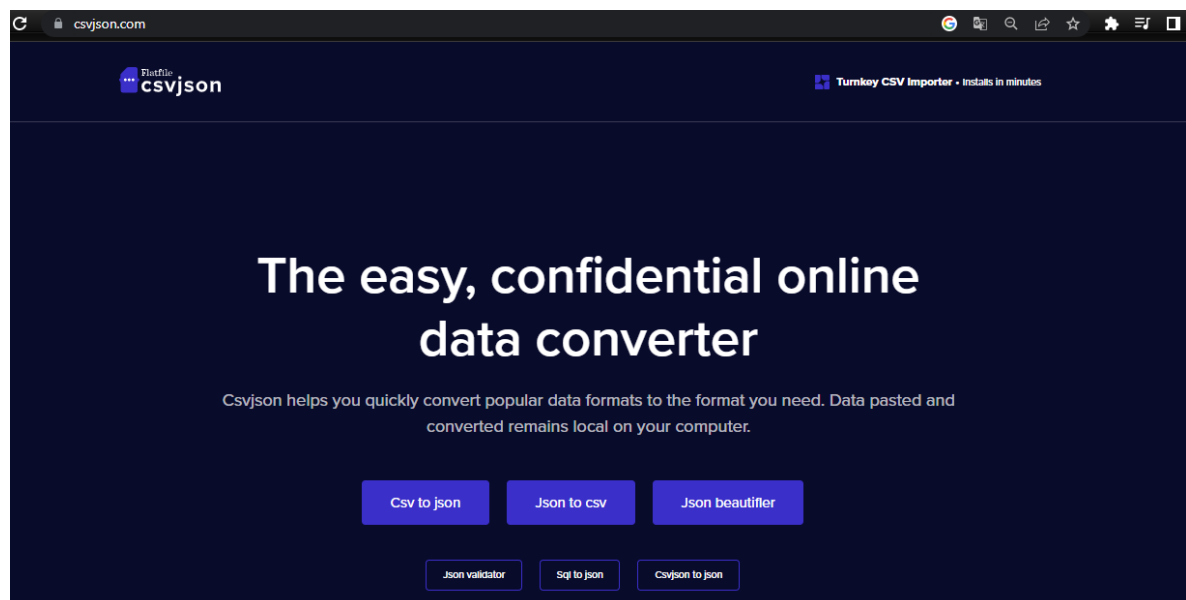 csvjson.com
Flatfile
csvjson
Turnkey CSV Importer • Installs in minutes
The easy, confidential online
data converter
Csvjson helps you quickly convert popular data formats to the format you need. Data pasted and
converted remains local on your computer.
Csv to json
Json to csv
Json beautifier
Json validator
Sql to json
Csvjson to json